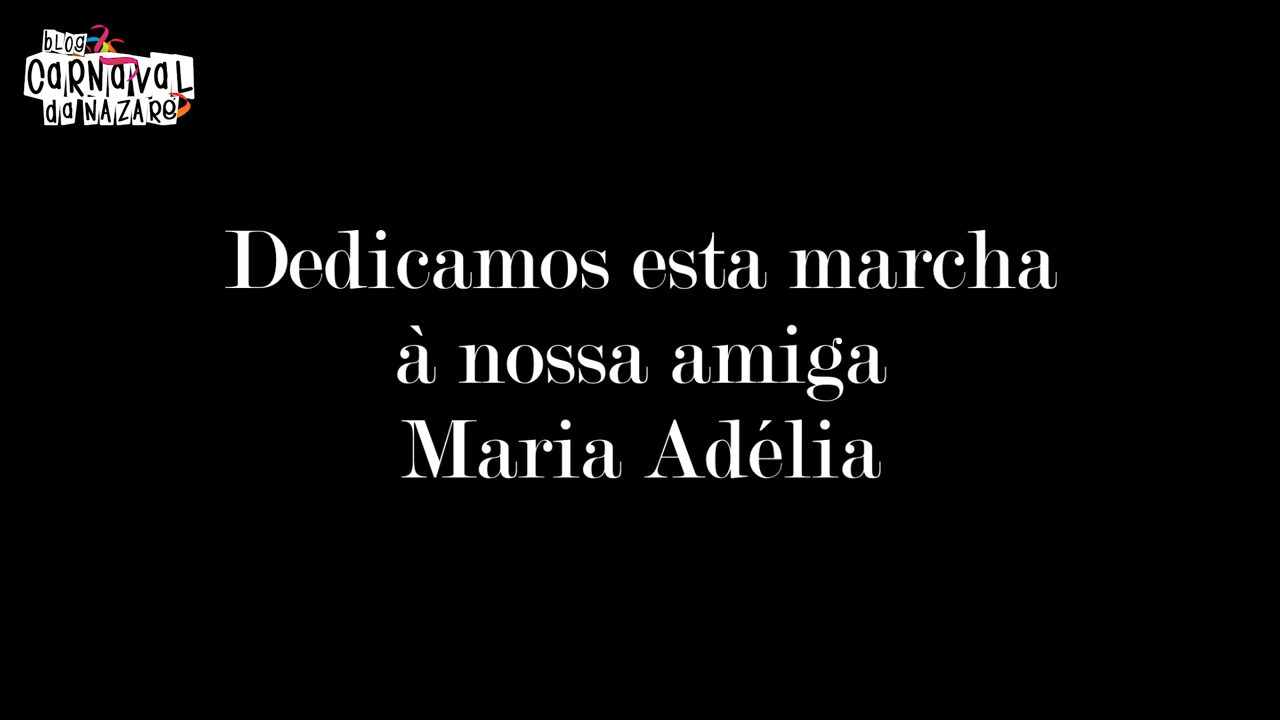 BLOG
CARNAVAL
da NAZARÉ
Dedicamos esta marcha
à nossa amiga
Maria Adélia